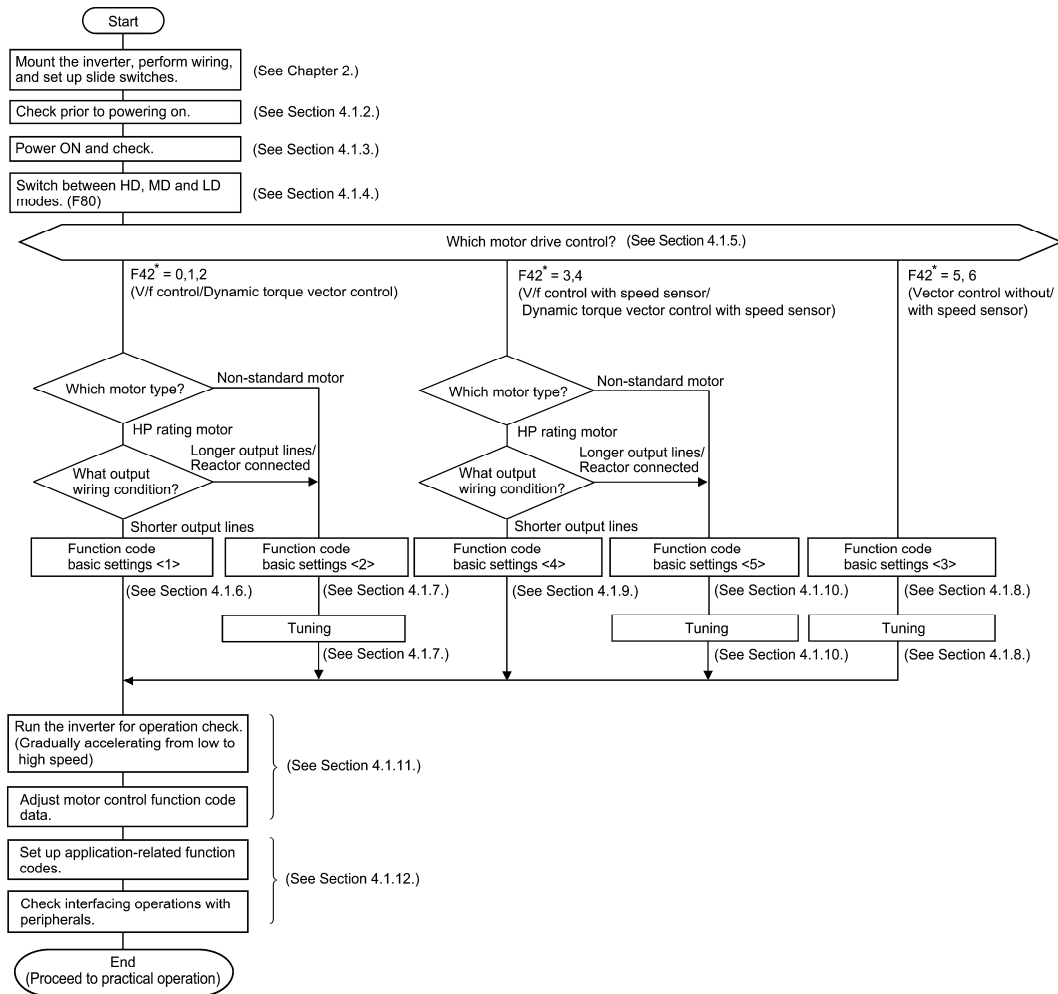 Start
Mount the inverter, perform wiring,
and set up slide switches.
(See Chapter 2.)
Check prior to powering on.
(See Section 4.1.2.)
Power ON and check.
(See Section 4.1.3.)
Switch between HD, MD and LD
modes. (F80)
(See Section 4.1.4.)
Which motor drive control? (See Section 4.1.5.)
F42* = 0,1,2
(V/f control/Dynamic torque vector control)
F42* = 3,4
(V/f control with speed sensor/
Dynamic torque vector control with speed sensor)
F42* = 5, 6
(Vector control without/
with speed sensor)
Which motor type?
Non-standard motor
HP rating motor
What output
wiring condition?
Longer output lines/
Reactor connected
Shorter output lines
Which motor type?
Non-standard motor
HP rating motor
What output
wiring condition?
Longer output lines/
Reactor connected
Shorter output lines
Function code
basic settings <1>
(See Section 4.1.6.)
Function code
basic settings <2>
(See Section 4.1.7.)
Tuning
(See Section 4.1.7.)
Function code
basic settings <4>
(See Section 4.1.9.)
Function code
basic settings <5>
(See Section 4.1.10.)
Tuning
(See Section 4.1.10.)
Function code
basic settings <3>
(See Section 4.1.8.)
Tuning
(See Section 4.1.8.)
Run the inverter for operation check.
(Gradually accelerating from low to
high speed)
Adjust motor control function code
data.
(See Section 4.1.11.)
Set up application-related function
codes.
Check interfacing operations with
peripherals.
(See Section 4.1.12.)
End
(Proceed to practical operation)